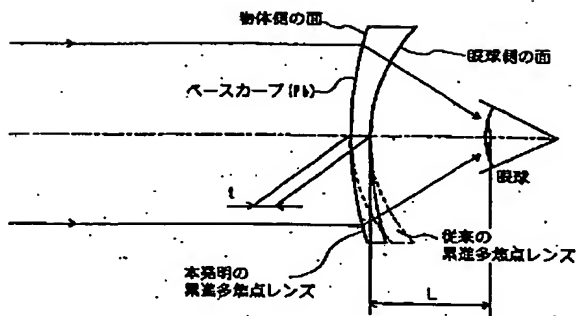 物体側の面
眼球側の面
ベースカーブ(Pb)
眼球
t
従来の
累進多焦点レンズ
本発明の
累進多焦点レンズ
L